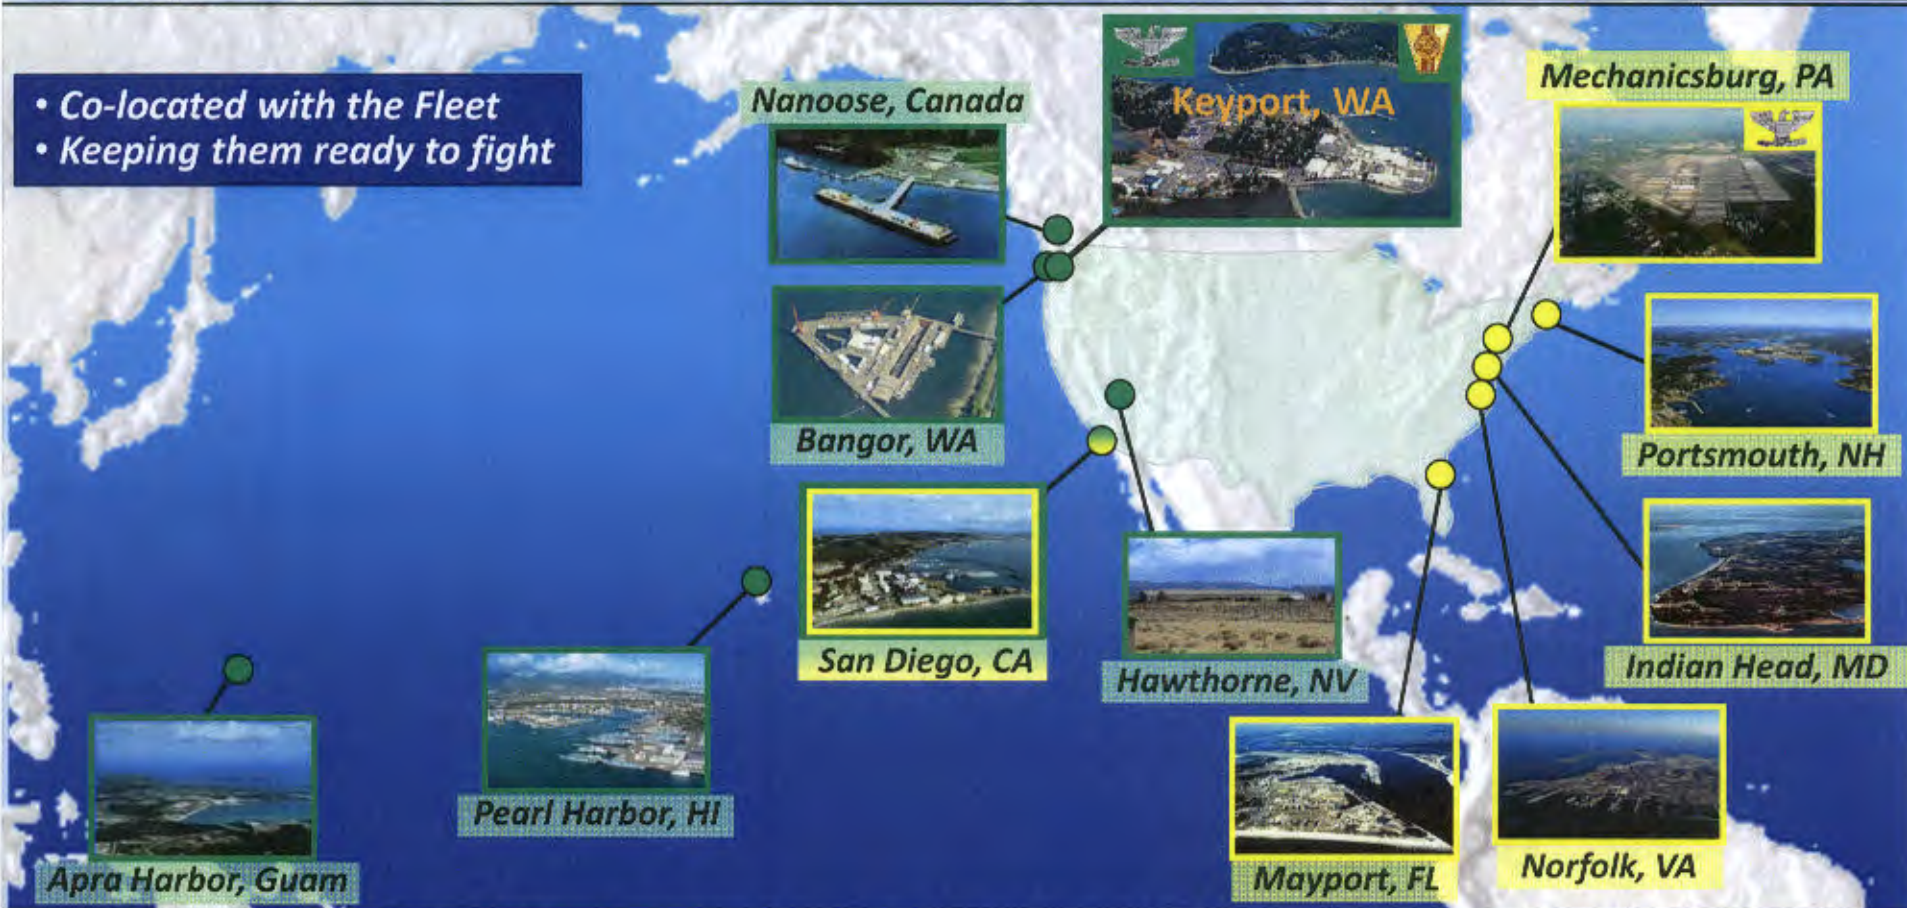 • Co-located with the Fleet
• Keeping them ready to fight
Nanoose, Canada
Keyport, WA
Mechanicsburg, PA
Bangor, WA
Portsmouth, NH
San Diego, CA
Hawthorne, NV
Indian Head, MD
Pearl Harbor, HI
Apra Harbor, Guam
Mayport, FL
Norfolk, VA